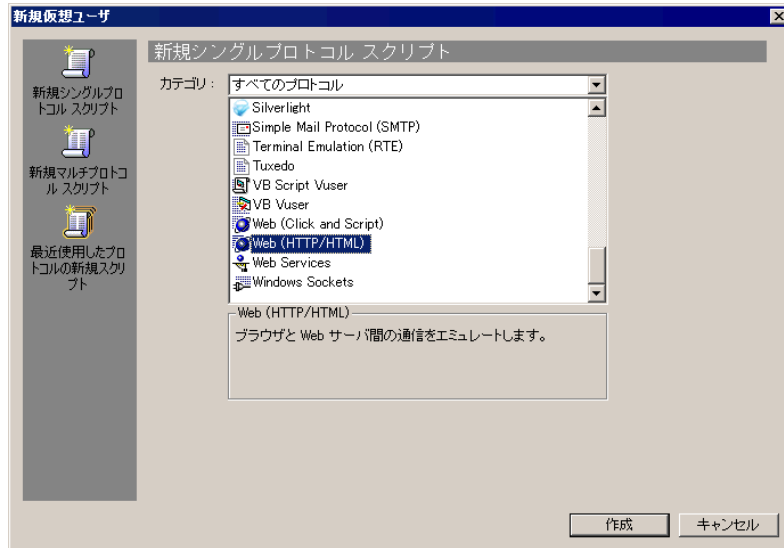 新規仮想ユーザ
新規シングルプロ
トコル スクリプト
新規マルチプロトコ
ル スクリプト
最近使用したプロ
トコルの新規スクリ
プト
新規シングルプロトコル スクリプト
カテゴリ :
すべてのプロトコル
Silverlight
Simple Mail Protocol (SMTP)
Terminal Emulation (RTE)
Tuxedo
VB Script Vuser
VB Vuser
Web (Click and Script)
Web (HTTP/HTML)
Web Services
Windows Sockets
Web (HTTP/HTML)
ブラウザと Web サーバ間の通信をエミュレートします。
作成
キャンセル